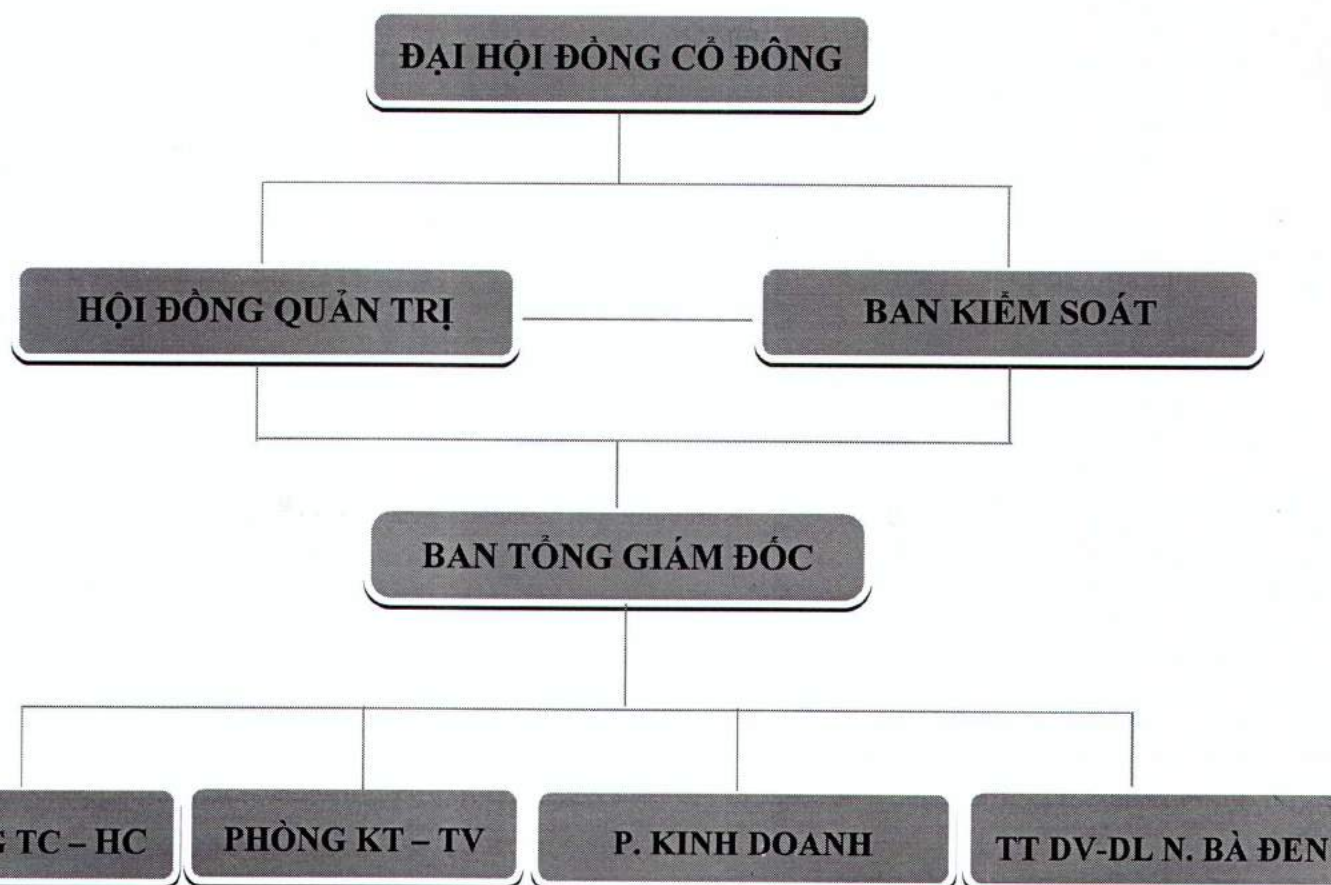 ĐẠI HỘI ĐỒNG CỔ ĐÔNG
HỘI ĐỒNG QUẢN TRỊ
BAN KIỂM SOÁT
BAN TỔNG GIÁM ĐỐC
G TC – HC
PHÒNG KT – TV
P. KINH DOANH
TT DV-DL N. BÀ ĐEN